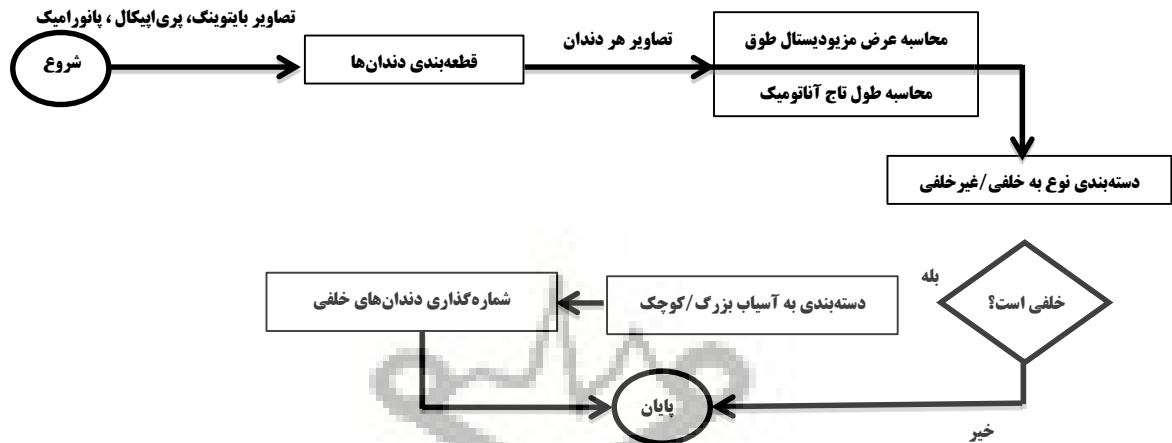 تصاویر بایتوینگ، پری‌اپیکال ، پانورامیک
شروع
قطعه‌بندی دندان‌ها
تصاویر هر دندان
محاسبه عرض مزیودیستال طوق
محاسبه طول تاج آناتومیک
دسته‌بندی نوع به خلفی/غیرخلفی
خلفی است؟
بله
دسته‌بندی به آسیاب بزرگ/کوچک
شماره‌گذاری دندان‌های خلفی
خیر
پایان